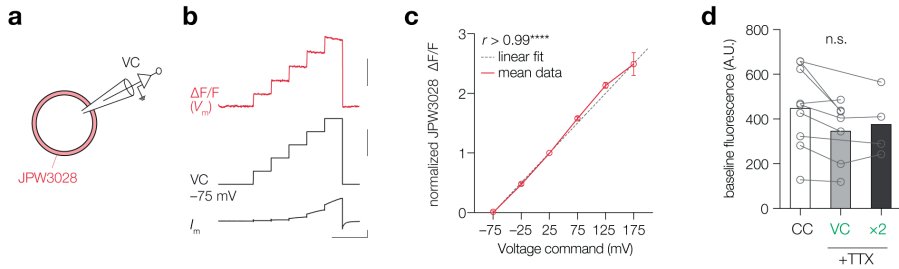 a
VC
JPW3028
b
ΔF/F
(Vm)
VC
–75 mV
Im
c
normalized JPW3028 ΔF/F
3
2
1
0
r > 0.99****
linear fit
mean data
–75
–25
25
75
125
175
Voltage command (mV)
d
baseline fluorescence (A.U.)
800
600
400
200
0
n.s.
CC
VC
×2
+TTX